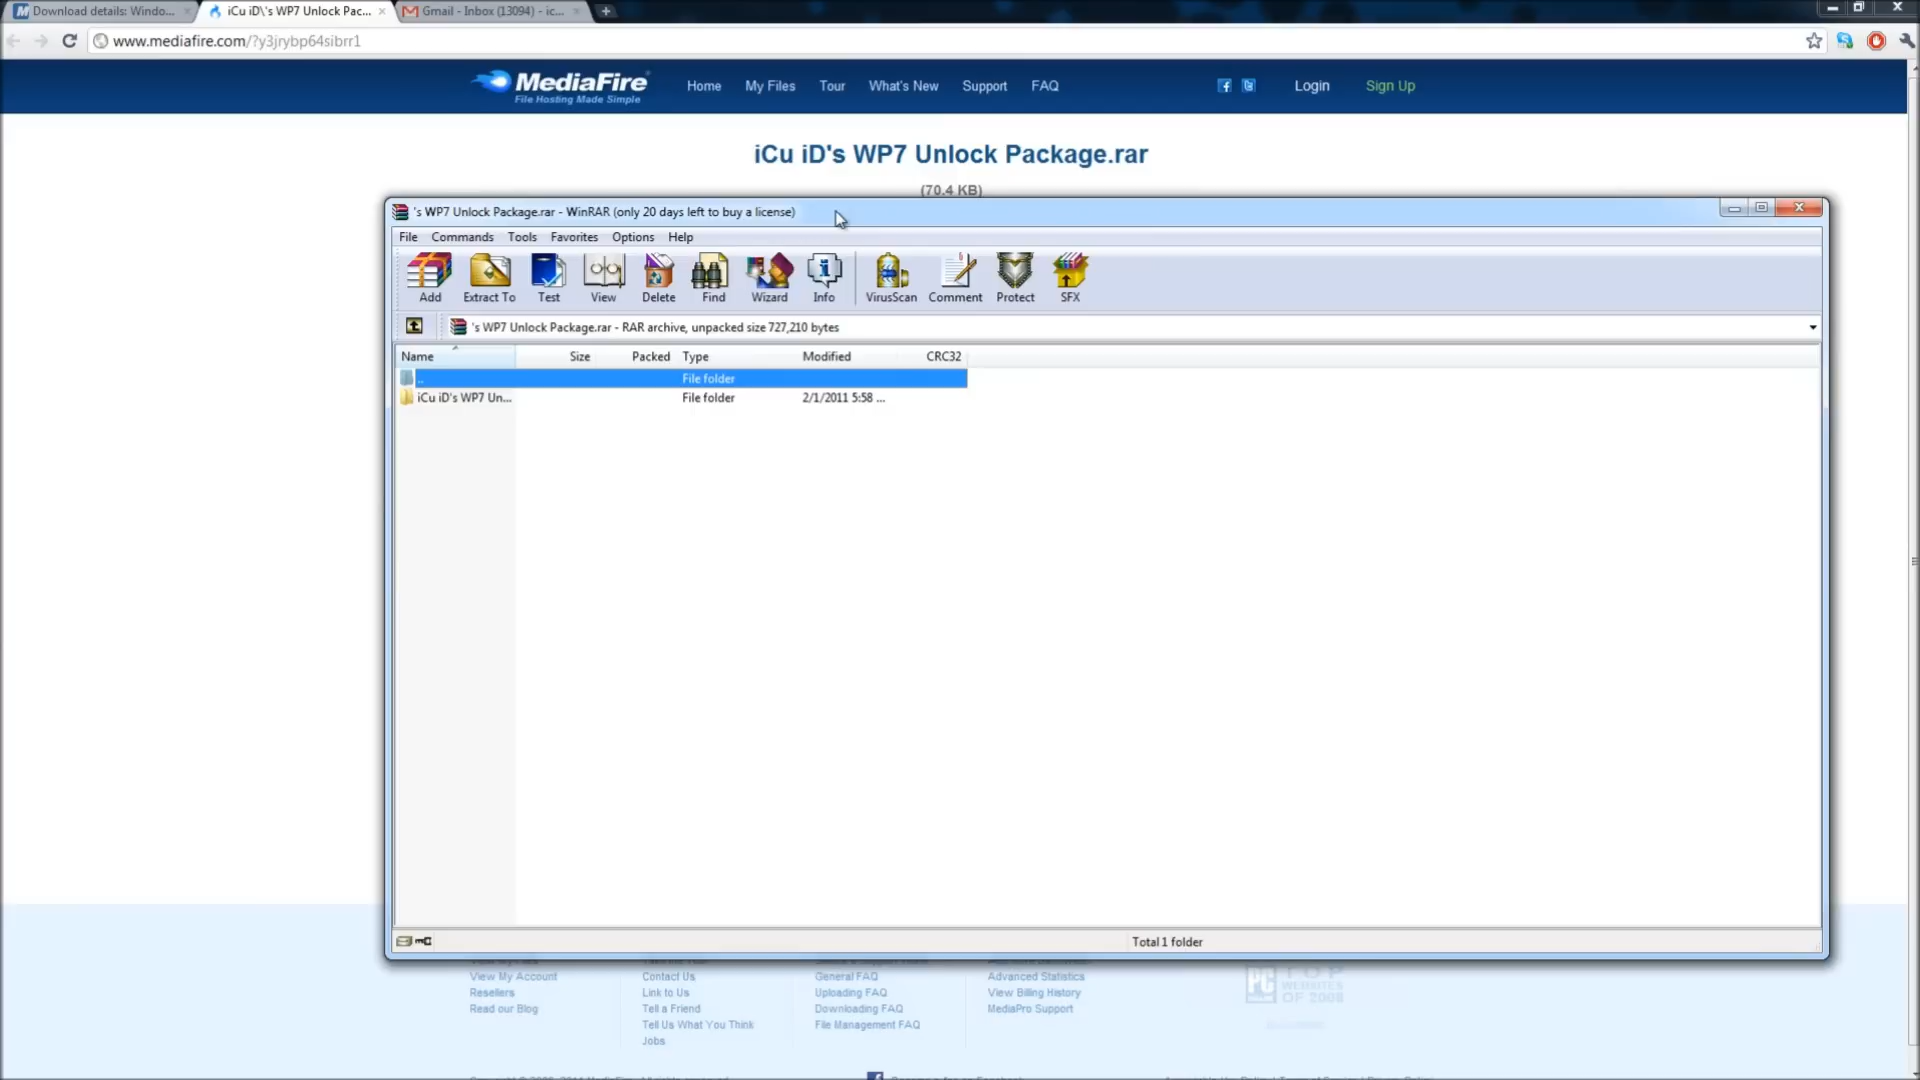 Download details: Windo...
iCu iD\'s WP7 Unlock Pac...
Gmail - Inbox (13094) - ic...
www.mediafire.com/?y3jrybp64sibrr1
MediaFire
File Hosting Made Simple
Home
My Files
Tour
What's New
Support
FAQ
Login
Sign Up
iCu iD's WP7 Unlock Package.rar
(70.4 KB)
's WP7 Unlock Package.rar - WinRAR (only 20 days left to buy a license)
File
Commands
Tools
Favorites
Options
Help
Add
Extract To
Test
View
Delete
Find
Wizard
Info
VirusScan
Comment
Protect
SFX
's WP7 Unlock Package.rar - RAR archive, unpacked size 727,210 bytes
Name
Size
Packed
Type
Modified
CRC32
..
File folder
iCu iD's WP7 Un...
File folder
2/1/2011 5:58 ...
Total 1 folder
View My Account
Contact Us
General FAQ
Advanced Statistics
Resellers
Link to Us
Uploading FAQ
View Billing History
Read our Blog
Tell a Friend
Downloading FAQ
MediaPro Support
Tell Us What You Think
File Management FAQ
Jobs
PC TOP
WEBSITES
OF 2008